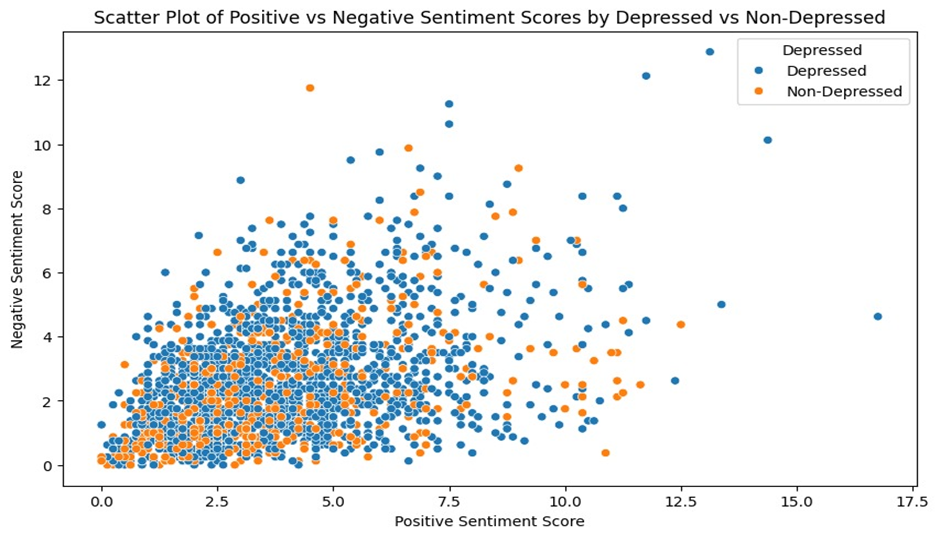 Scatter Plot of Positive vs Negative Sentiment Scores by Depressed vs Non-Depressed
Depressed
Depressed
Non-Depressed
Negative Sentiment Score
12
10
8
6
4
2
0
0.0 2.5 5.0 7.5 10.0 12.5 15.0 17.5
Positive Sentiment Score